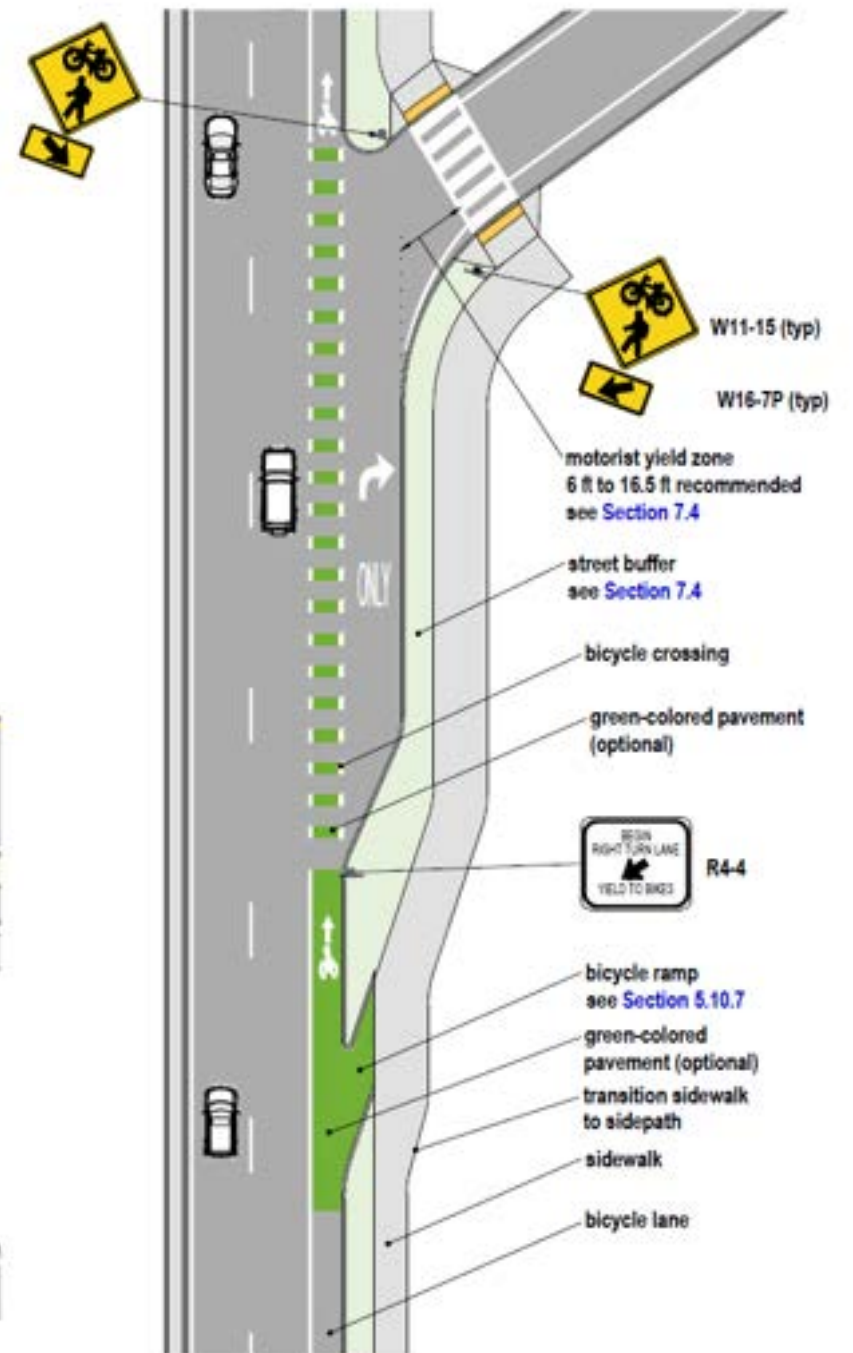 W11-15 (typ)
W16-7P (typ)
motorist yield zone
6 ft to 16.5 ft recommended
see Section 7.4
street buffer
see Section 7.4
ONLY
bicycle crossing
green-colored pavement
(optional)
BEGIN
RIGHT TURN LANE
YIELD TO BIKES
R4-4
bicycle ramp
see Section 5.10.7
green-colored
pavement (optional)
transition sidewalk
to sidepath
sidewalk
bicycle lane